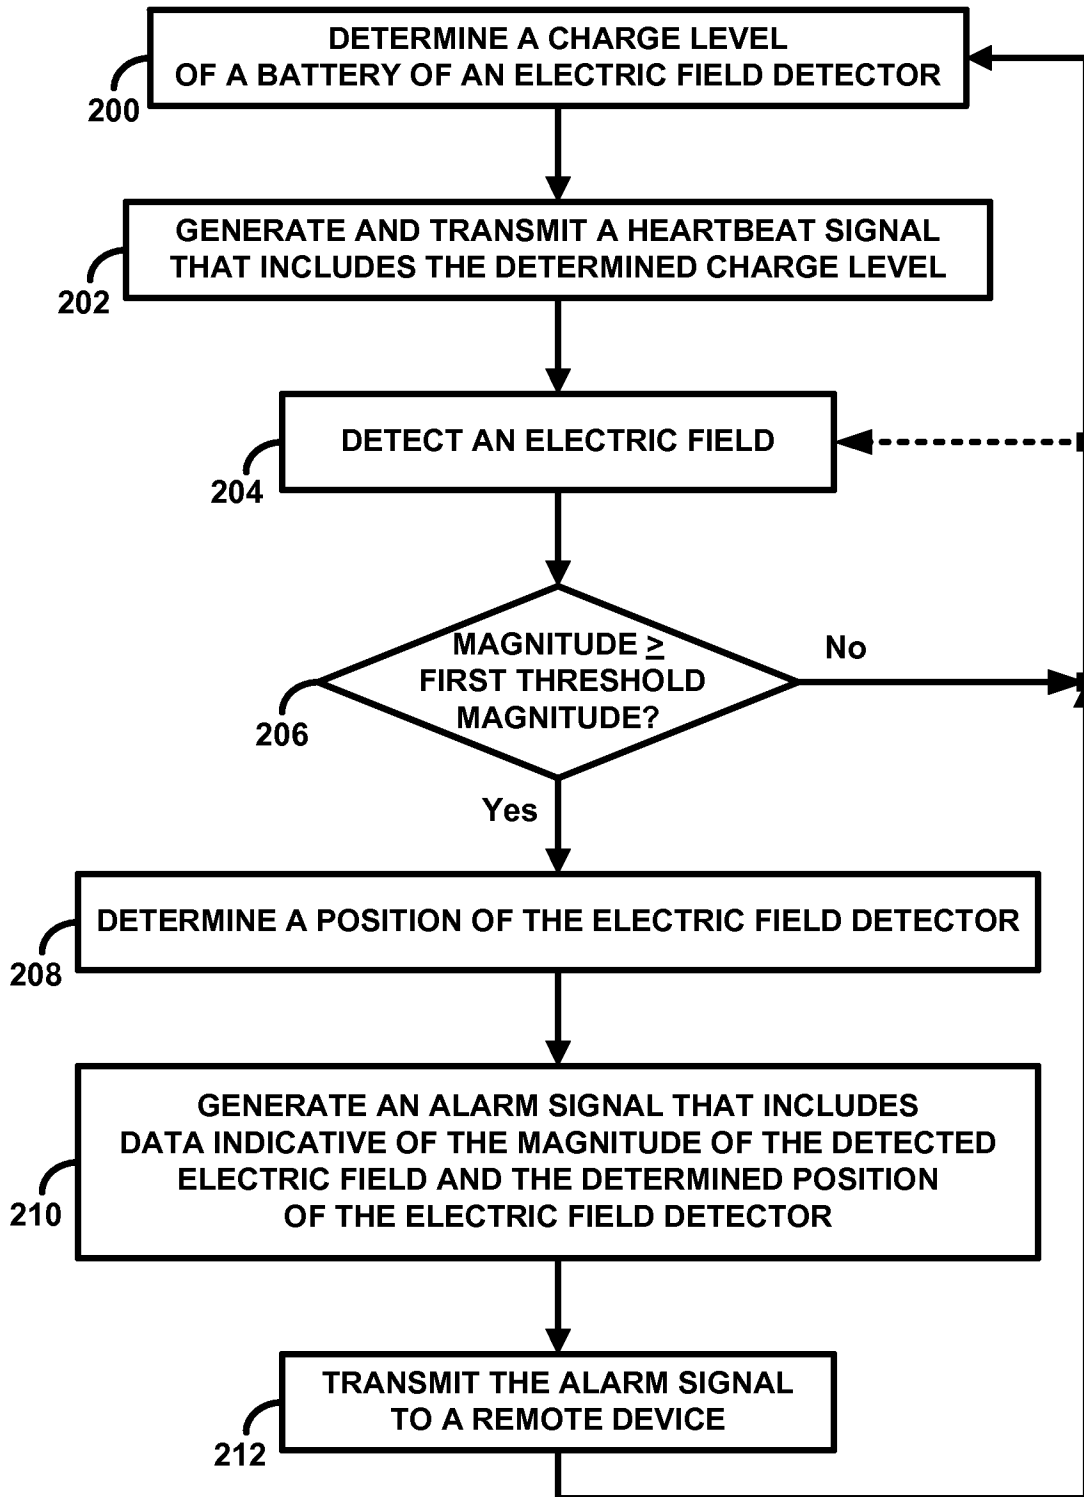 DETERMINE A CHARGE LEVEL
OF A BATTERY OF AN ELECTRIC FIELD DETECTOR
200
GENERATE AND TRANSMIT A HEARTBEAT SIGNAL
THAT INCLUDES THE DETERMINED CHARGE LEVEL
202
DETECT AN ELECTRIC FIELD
204
MAGNITUDE ≥
FIRST THRESHOLD
MAGNITUDE?
No
206
Yes
DETERMINE A POSITION OF THE ELECTRIC FIELD DETECTOR
208
GENERATE AN ALARM SIGNAL THAT INCLUDES
DATA INDICATIVE OF THE MAGNITUDE OF THE DETECTED
ELECTRIC FIELD AND THE DETERMINED POSITION
OF THE ELECTRIC FIELD DETECTOR
210
TRANSMIT THE ALARM SIGNAL
TO A REMOTE DEVICE
212